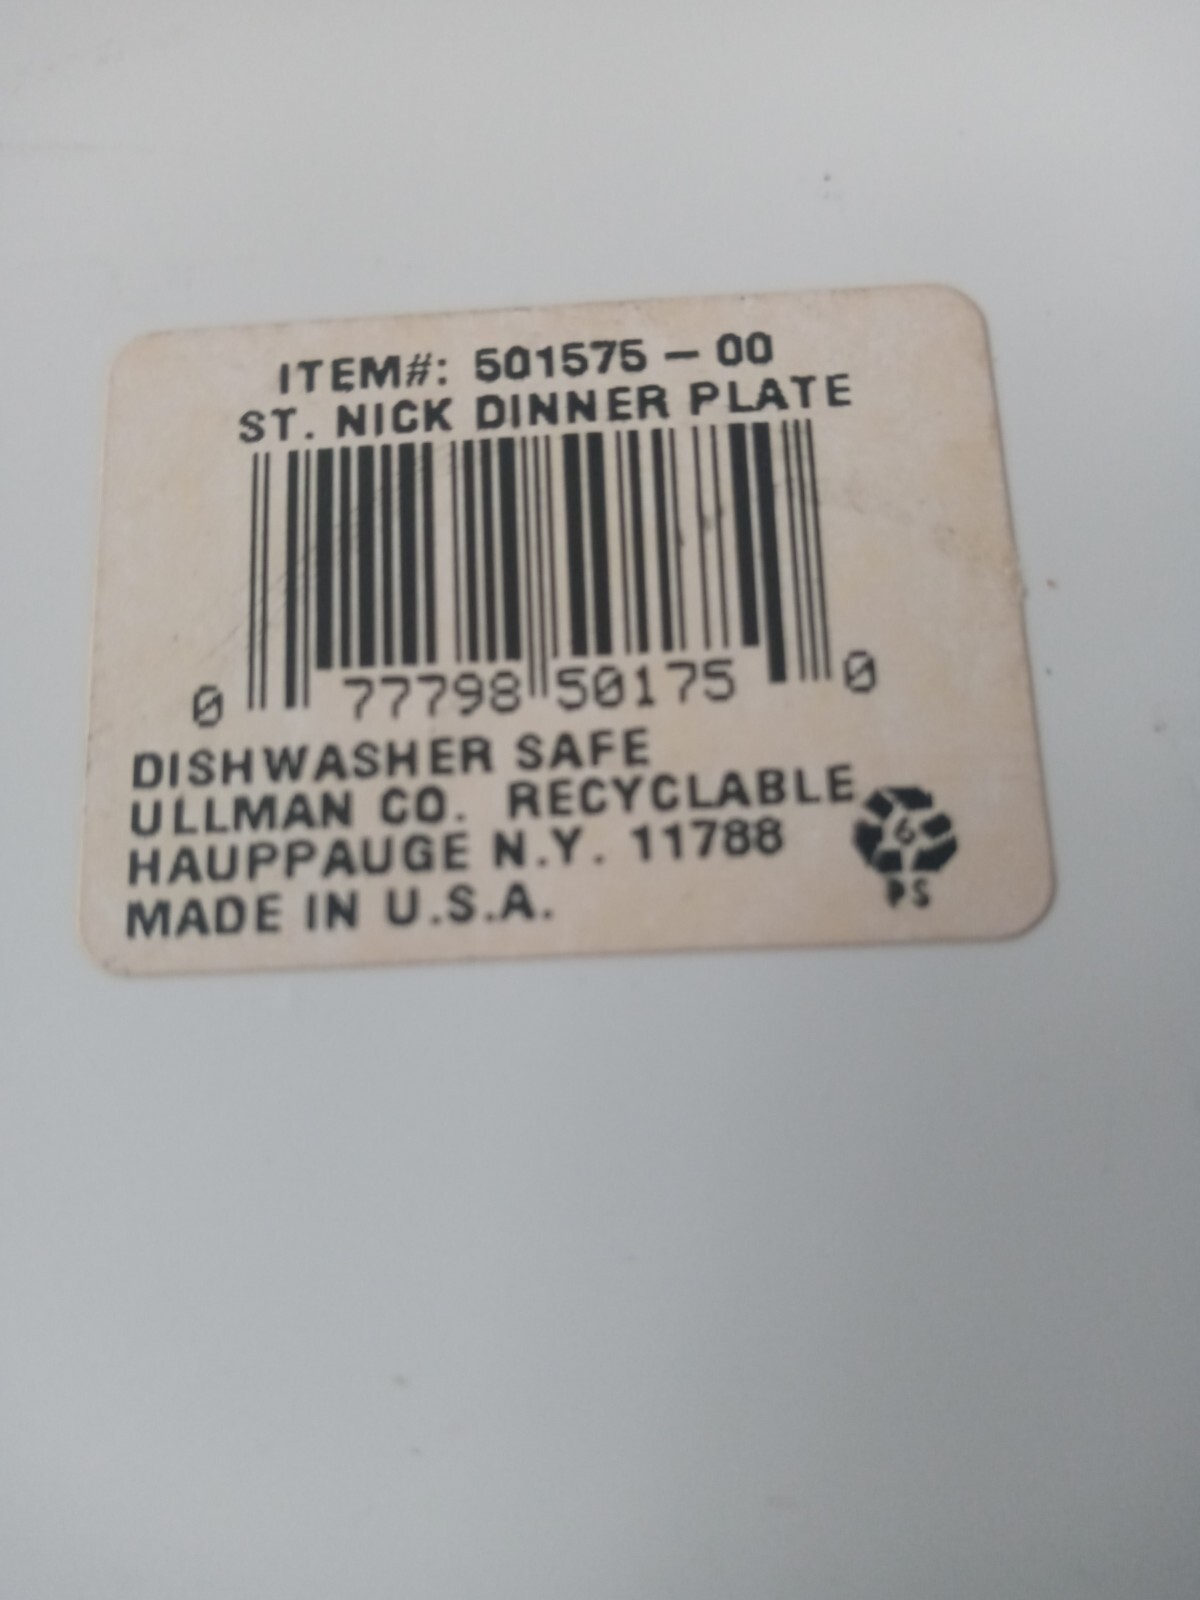 ITEM#: 501575 - 00
ST. NICK DINNER PLATE
0 77798 50175 0
DISHWASHER SAFE
ULLMAN CO. RECYCLABLE
HAUPPAUGE N.Y. 11788
MADE IN U.S.A.
6
PS